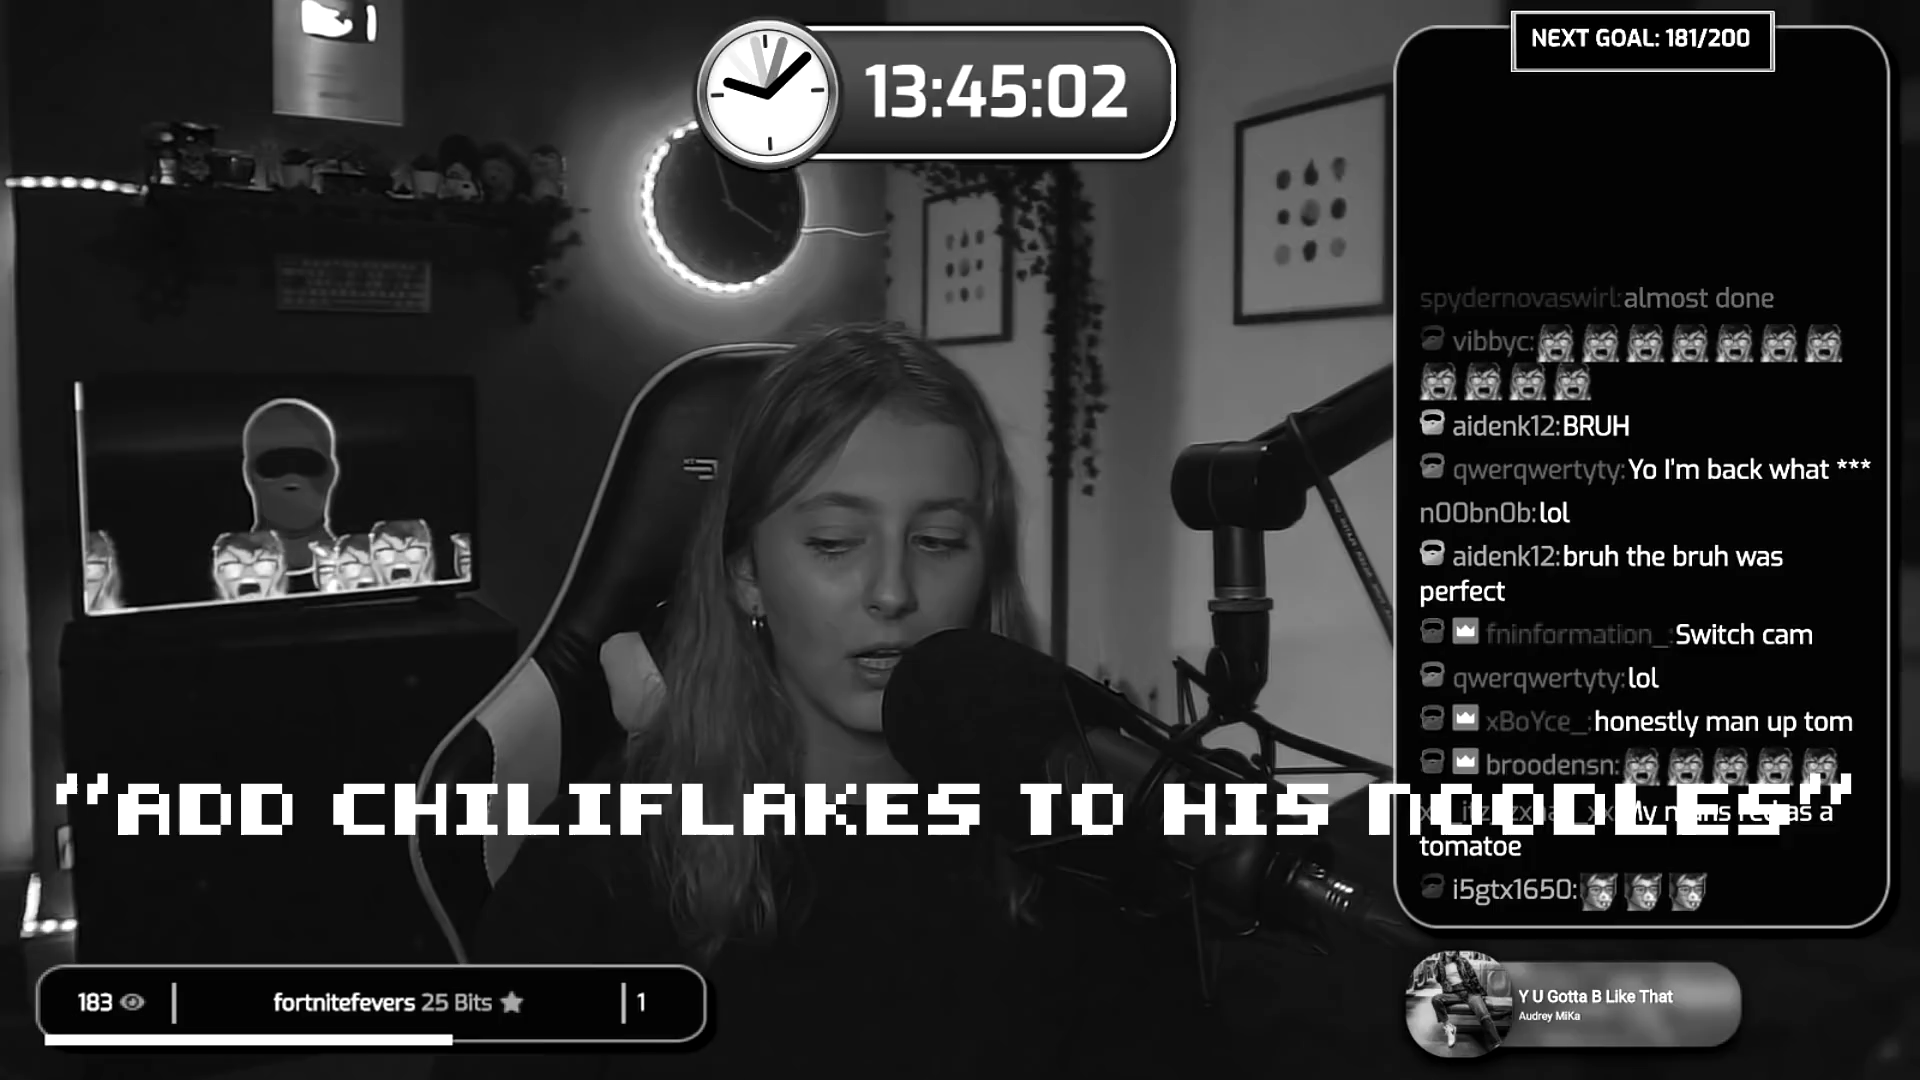 13:45:02
NEXT GOAL: 181/200
spydernovaswirl:almost done
vibbyc:
aidenk12:BRUH
qwerqwertyty:Yo I'm back what ***
n00bn0b:lol
aidenk12:bruh the bruh was
perfect
fninformation_:Switch cam
qwerqwertyty:lol
xBoYce_:honestly man up tom
broodensn:
"ADD CHILIFLAKES TO HIS NOODLES"
My as a
tomatoe
i5gtx1650:
183
fortnitefevers 25 Bits
1
Y U Gotta B Like That
Audrey MiKa